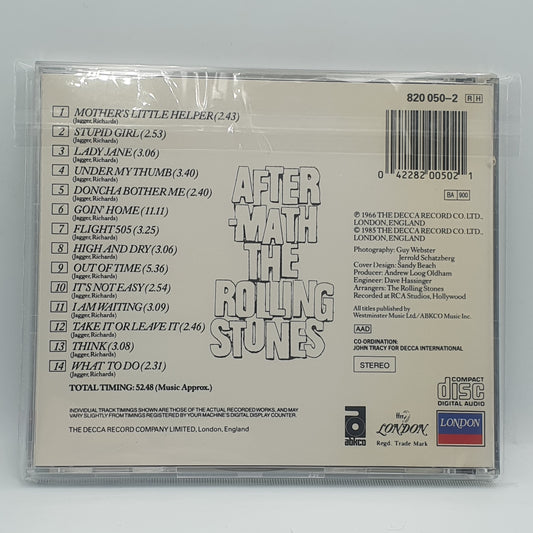 820 050-2 RH
1 MOTHER'S LITTLE HELPER (2.43)
(Jagger, Richards)
2 STUPID GIRL (2.53)
(Jagger, Richards)
3 LADY JANE (3.06)
(Jagger, Richards)
4 UNDER MY THUMB (3.40)
(Jagger, Richards)
5 DONCHA BOTHER ME (2.40)
(Jagger, Richards)
6 GOIN' HOME (11.11)
(Jagger, Richards)
7 FLIGHT 505 (3.25)
(Jagger, Richards)
8 HIGH AND DRY (3.06)
(Jagger, Richards)
9 OUT OF TIME (5.36)
(Jagger, Richards)
10 IT'S NOT EASY (2.54)
(Jagger, Richards)
11 I AM WAITING (3.09)
(Jagger, Richards)
12 TAKE IT OR LEAVE IT (2.46)
(Jagger, Richards)
13 THINK (3.08)
(Jagger, Richards)
14 WHAT TO DO (2.31)
(Jagger, Richards)
TOTAL TIMING: 52.48 (Music Approx.)
INDIVIDUAL TRACK TIMINGS SHOWN ARE THOSE OF THE ACTUAL RECORDED WORKS, AND MAY
VARY SLIGHTLY FROM TIMINGS REGISTERED BY YOUR MACHINE'S DIGITAL DISPLAY COUNTER.
THE DECCA RECORD COMPANY LIMITED, London, England
AFTER
-MATH
THE
ROLLING
STONES
0 42282 00502 1
BA 900
℗ 1966 THE DECCA RECORD CO. LTD.,
LONDON, ENGLAND
© 1985 THE DECCA RECORD CO. LTD.,
LONDON, ENGLAND
Photography: Guy Webster
Jerrold Schatzberg
Cover Design: Sandy Beach
Producer: Andrew Loog Oldham
Engineer: Dave Hassinger
Arrangers: The Rolling Stones
Recorded at RCA Studios, Hollywood
All titles published by
Westminster Music Ltd./ABKCO Music Inc.
AAD
CO-ORDINATION:
JOHN TRACY FOR DECCA INTERNATIONAL
STEREO
COMPACT
disc
DIGITAL AUDIO
abkco
ffrr
LONDON
Regd. Trade Mark
LONDON